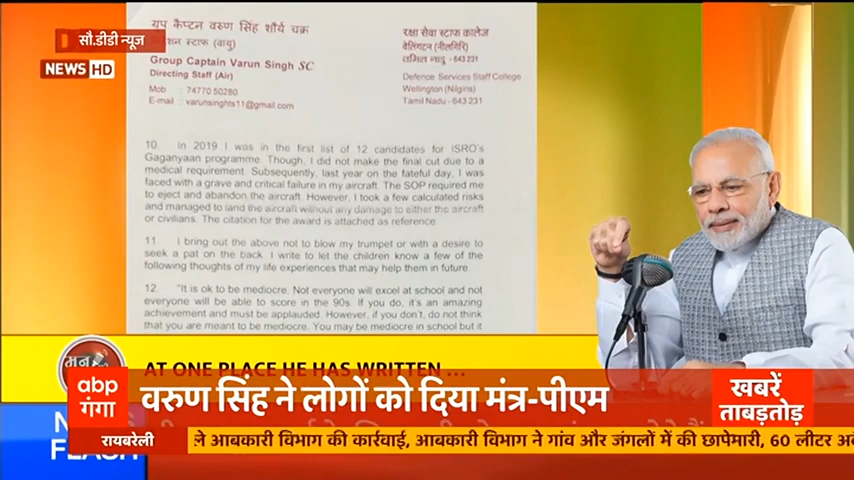 सौ.डीडी न्यूज
NEWS HD
ग्रुप कैप्टन वरुण सिंह शौर्य चक्र
स्टाफ (वायु)
Group Captain Varun Singh SC
Directing Staff (Air)
Mob : 74770 50280
E-mail : varunsinghts11@gmail.com
रक्षा सेवा स्टाफ कालेज
वेलिंगटन (नीलगिरि)
तमिल नाडु - 643 231
Defence Services Staff College
Wellington (Nilgiris)
Tamil Nadu - 643 231
10. In 2019 I was in the first list of 12 candidates for ISRO's
Gaganyaan programme. Though, I did not make the final cut due to a
medical requirement. Subsequently, last year on the fateful day, I was
faced with a grave and critical failure in my aircraft. The SOP required me
to eject and abandon the aircraft. However, I took a few calculated risks
and managed to land the aircraft without any damage to either the aircraft
or civilians. The citation for the award is attached as reference.
11. I bring out the above not to blow my trumpet or with a desire to
seek a pat on the back. I write to let the children know a few of the
following thoughts of my life experiences that may help them in future.
12. "It is ok to be mediocre. Not everyone will excel at school and not
everyone will be able to score in the 90s. If you do, it's an amazing
achievement and must be applauded. However, if you don't, do not think
that you are meant to be mediocre. You may be mediocre in school but it
AT ONE PLACE HE HAS WRITTEN ...
abp
गंगा
वरुण सिंह ने लोगों को दिया मंत्र-पीएम
खबरें
ताबड़तोड़
रायबरेली
ले आबकारी विभाग की कार्रवाई, आबकारी विभाग ने गांव और जंगलों में की छापेमारी, 60 लीटर